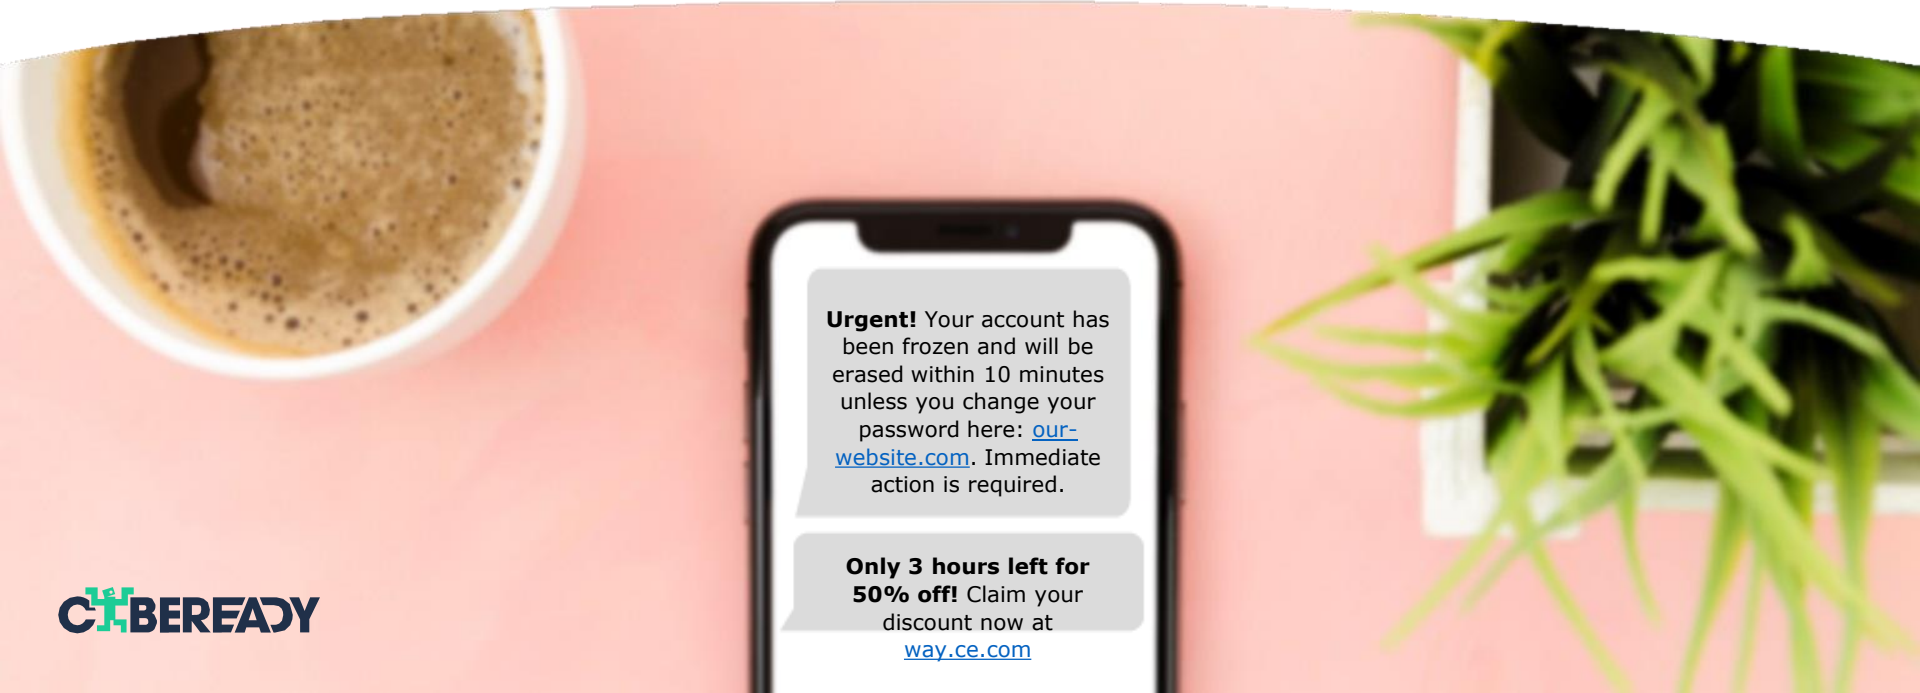 Urgent! Your account has
been frozen and will be
erased within 10 minutes
unless you change your
password here: our-
website.com. Immediate
action is required.
Only 3 hours left for
50% off! Claim your
discount now at
way.ce.com
CYBEREADY